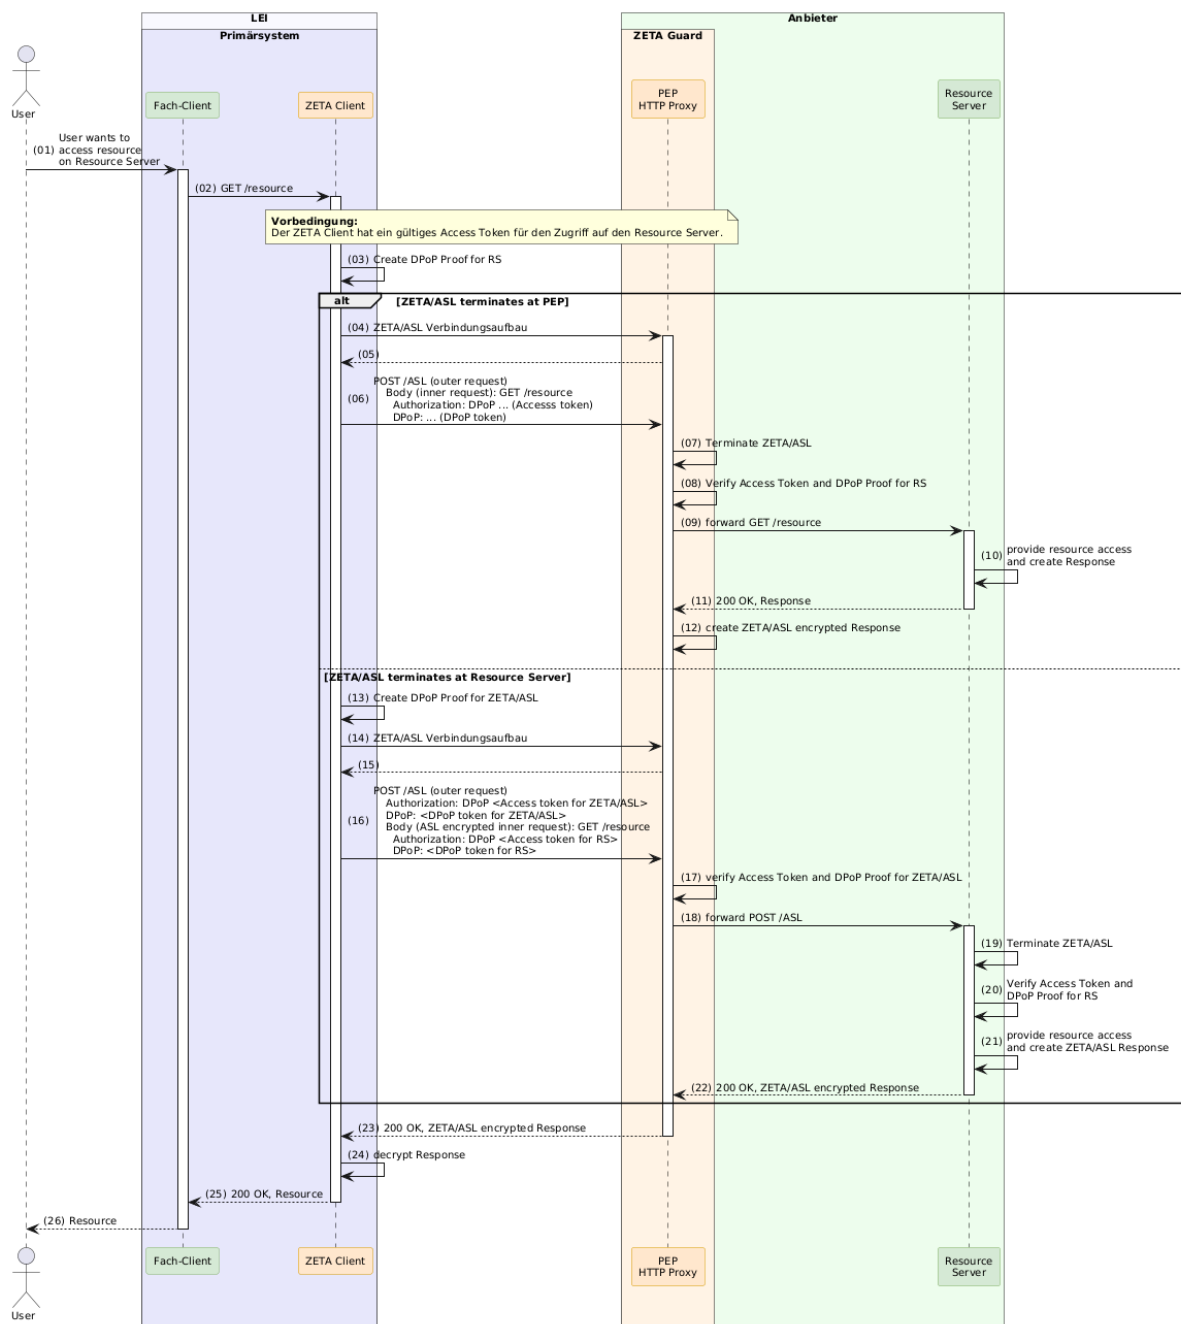 LEI
Anbieter
Primärsystem
ZETA Guard
User
Fach-Client
ZETA Client
PEP
HTTP Proxy
Resource
Server
(01) User wants to
access resource
on Resource Server
(02) GET /resource
Vorbedingung:
Der ZETA Client hat ein gültiges Access Token für den Zugriff auf den Resource Server.
(03) Create DPoP Proof for RS
alt [ZETA/ASL terminates at PEP]
(04) ZETA/ASL Verbindungsaufbau
(05)
(06) POST /ASL (outer request)
Body (inner request): GET /resource
Authorization: DPoP ... (Accesss token)
DPoP: ... (DPoP token)
(07) Terminate ZETA/ASL
(08) Verify Access Token and DPoP Proof for RS
(09) forward GET /resource
(10) provide resource access
and create Response
(11) 200 OK, Response
(12) create ZETA/ASL encrypted Response
[ZETA/ASL terminates at Resource Server]
(13) Create DPoP Proof for ZETA/ASL
(14) ZETA/ASL Verbindungsaufbau
(15)
(16) POST /ASL (outer request)
Authorization: DPoP <Access token for ZETA/ASL>
DPoP: <DPoP token for ZETA/ASL>
Body (ASL encrypted inner request): GET /resource
Authorization: DPoP <Access token for RS>
DPoP: <DPoP token for RS>
(17) verify Access Token and DPoP Proof for ZETA/ASL
(18) forward POST /ASL
(19) Terminate ZETA/ASL
(20) Verify Access Token and
DPoP Proof for RS
(21) provide resource access
and create ZETA/ASL Response
(22) 200 OK, ZETA/ASL encrypted Response
(23) 200 OK, ZETA/ASL encrypted Response
(24) decrypt Response
(25) 200 OK, Resource
(26) Resource
User
Fach-Client
ZETA Client
PEP
HTTP Proxy
Resource
Server